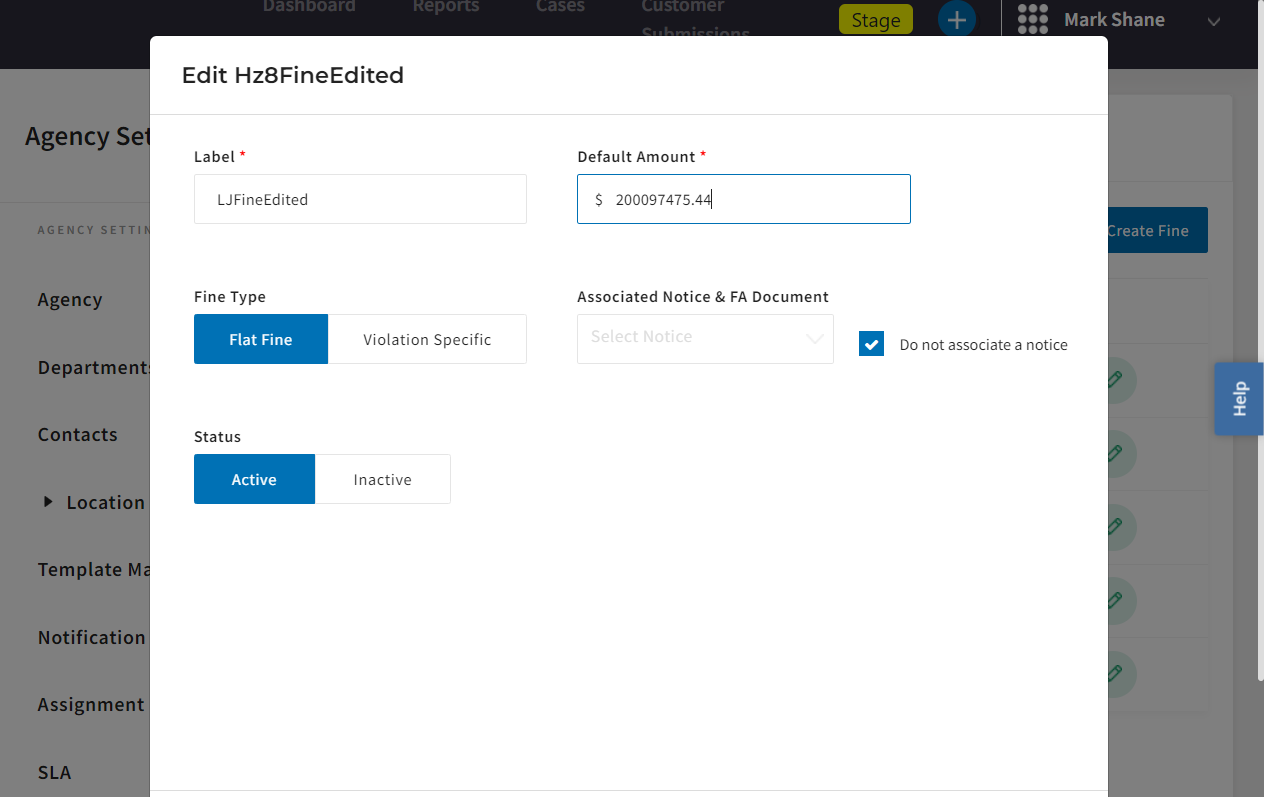 Dashboard
Reports
Cases
Customer
Submissions
Stage
Mark Shane
Edit Hz8FineEdited
Agency Set
Label *
Default Amount *
LJFineEdited
$ 200097475.44
AGENCY SETTIN
Create Fine
Agency
Fine Type
Associated Notice & FA Document
Flat Fine
Violation Specific
Select Notice
Do not associate a notice
Departments
Help
Contacts
Status
Active
Inactive
Location
Template Ma
Notification
Assignment
SLA